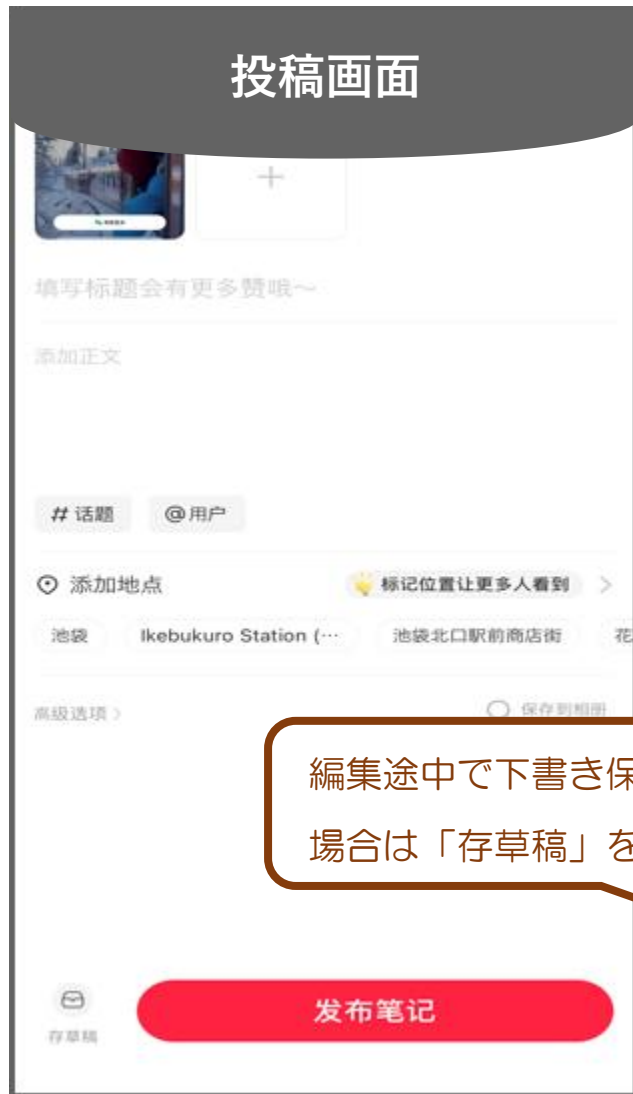 投稿画面
填写标题会有更多赞哦～
添加正文
# 话题 @用户
添加地点 标记位置让更多人看到 >
池袋 Ikebukuro Station (… 池袋北口駅前商店街 花
高级选项 > 保存到相册
編集途中で下書き保
場合は「存草稿」を
存草稿
发布笔记